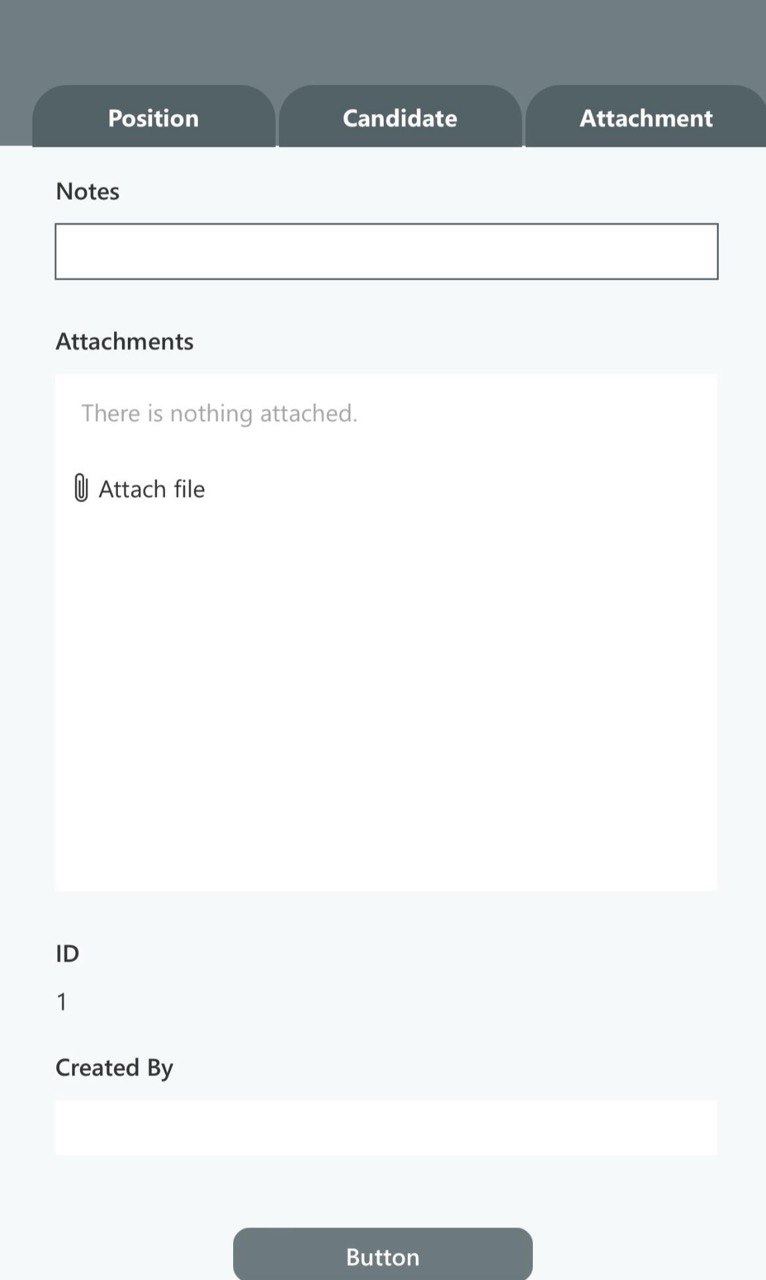 Position
Candidate
Attachment
Notes
Attachments
There is nothing attached.
Attach file
ID
1
Created By
Button